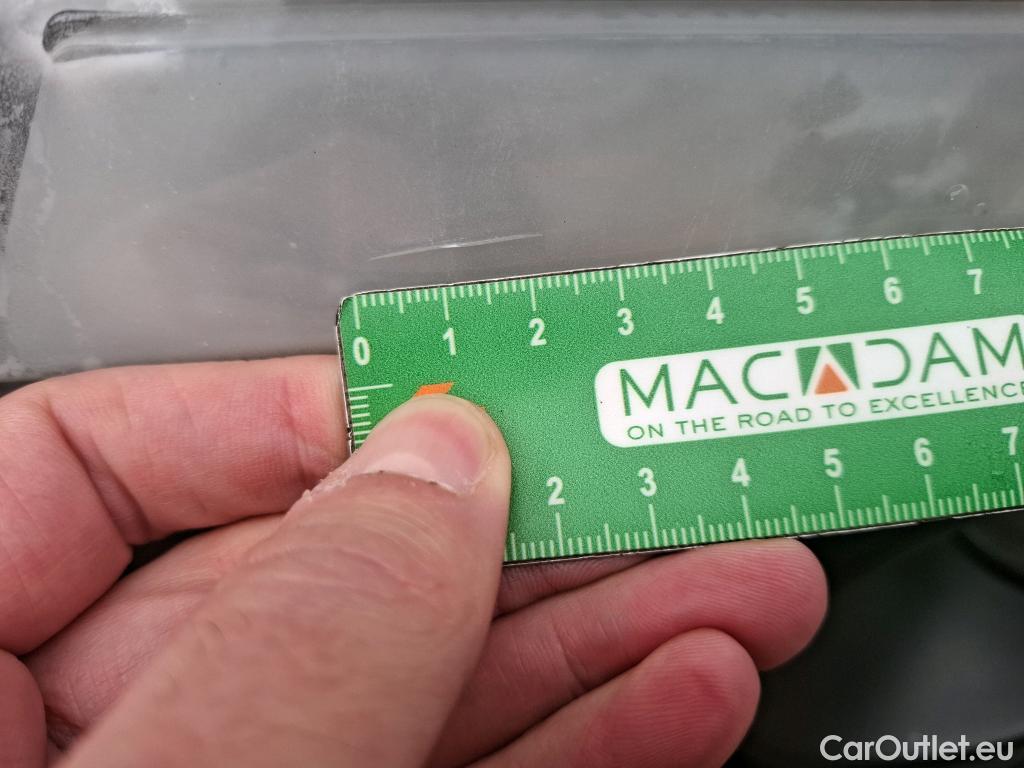 0 1 2 3 4 5 6 7
MACADAM
ON THE ROAD TO EXCELLENCE
2 3 4 5 6 7
CarOutlet.eu